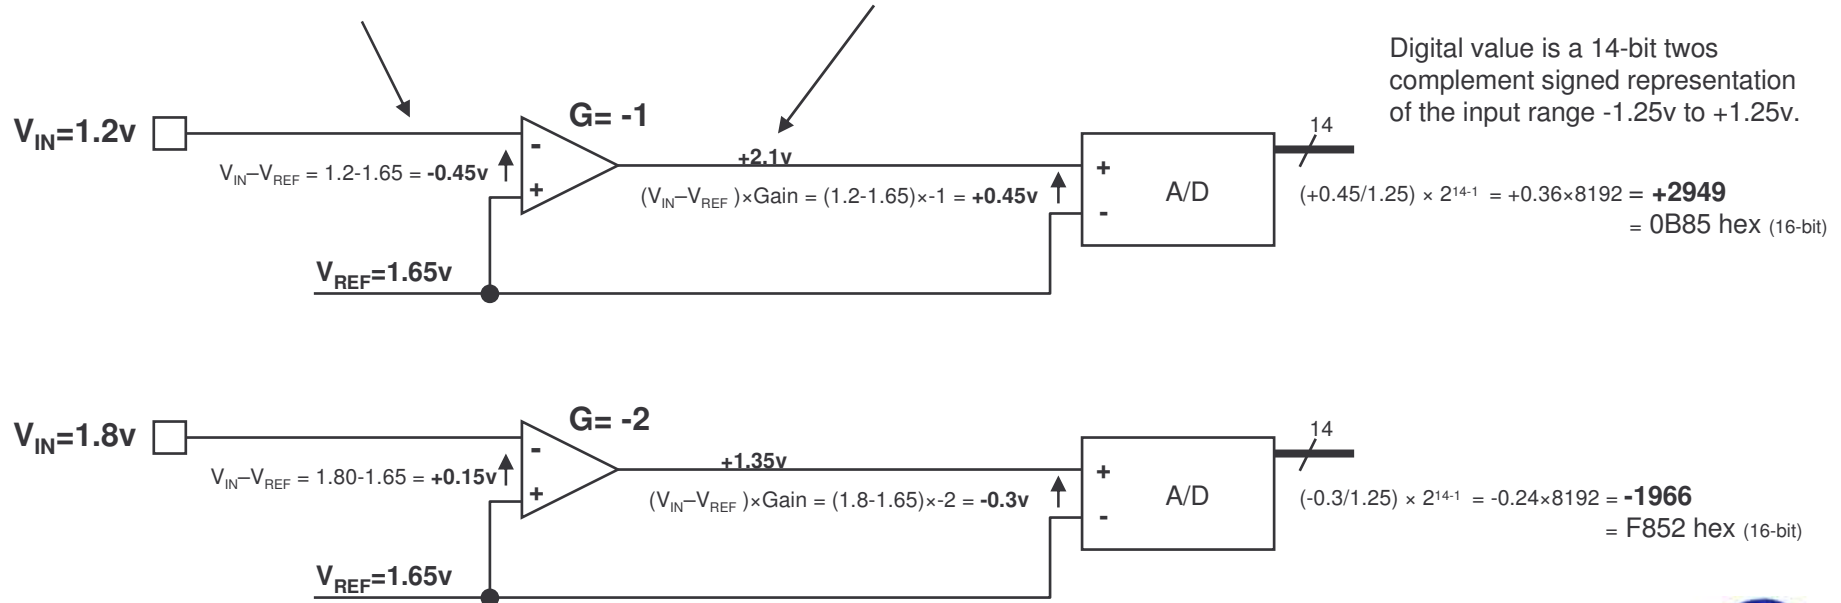 Digital value is a 14-bit twos
complement signed representation
of the input range -1.25v to +1.25v.
G= -1
V_IN=1.2v
14
-
+2.1v
V_IN–V_REF = 1.2-1.65 = -0.45v
+
(V_IN–V_REF )×Gain = (1.2-1.65)×-1 = +0.45v
+
-
A/D
(+0.45/1.25) × 2^14-1 = +0.36×8192 = +2949
= 0B85 hex (16-bit)
V_REF=1.65v
G= -2
V_IN=1.8v
14
-
+1.35v
V_IN–V_REF = 1.80-1.65 = +0.15v
+
(V_IN–V_REF )×Gain = (1.8-1.65)×-2 = -0.3v
+
-
A/D
(-0.3/1.25) × 2^14-1 = -0.24×8192 = -1966
= F852 hex (16-bit)
V_REF=1.65v